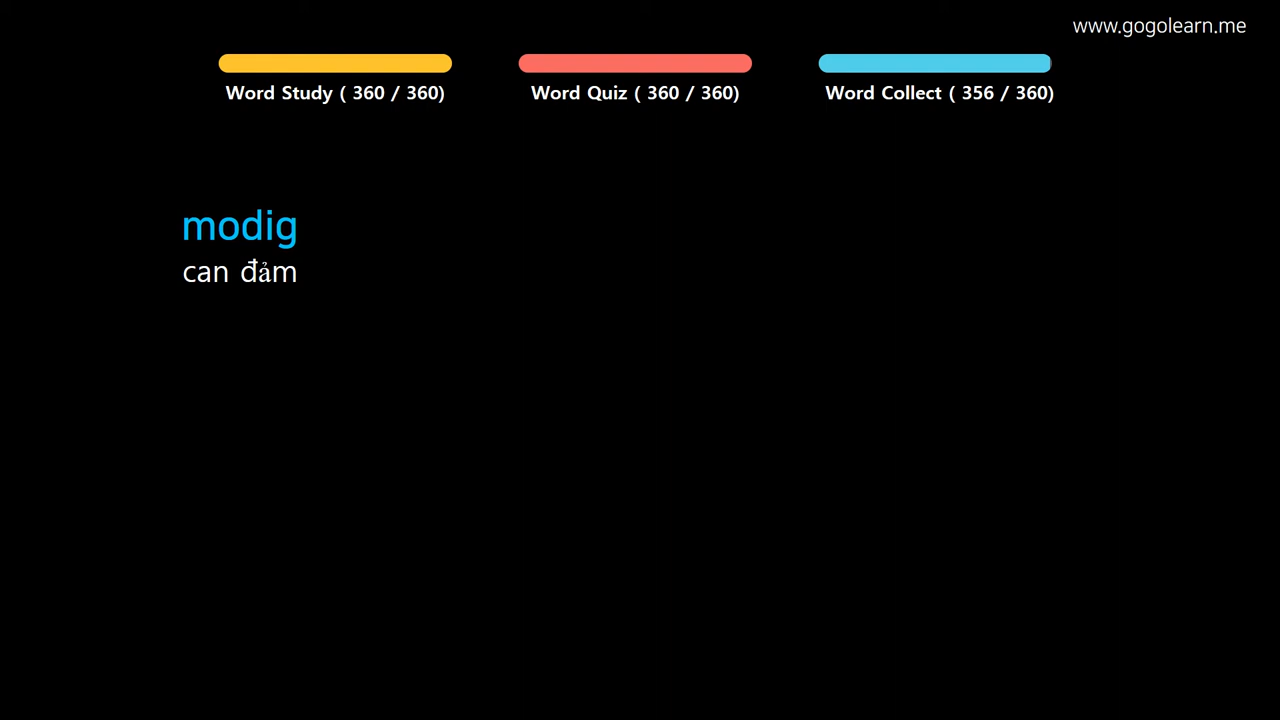 www.gogolearn.me
Word Study ( 360 / 360)
Word Quiz ( 360 / 360)
Word Collect ( 356 / 360)
modig
can đảm